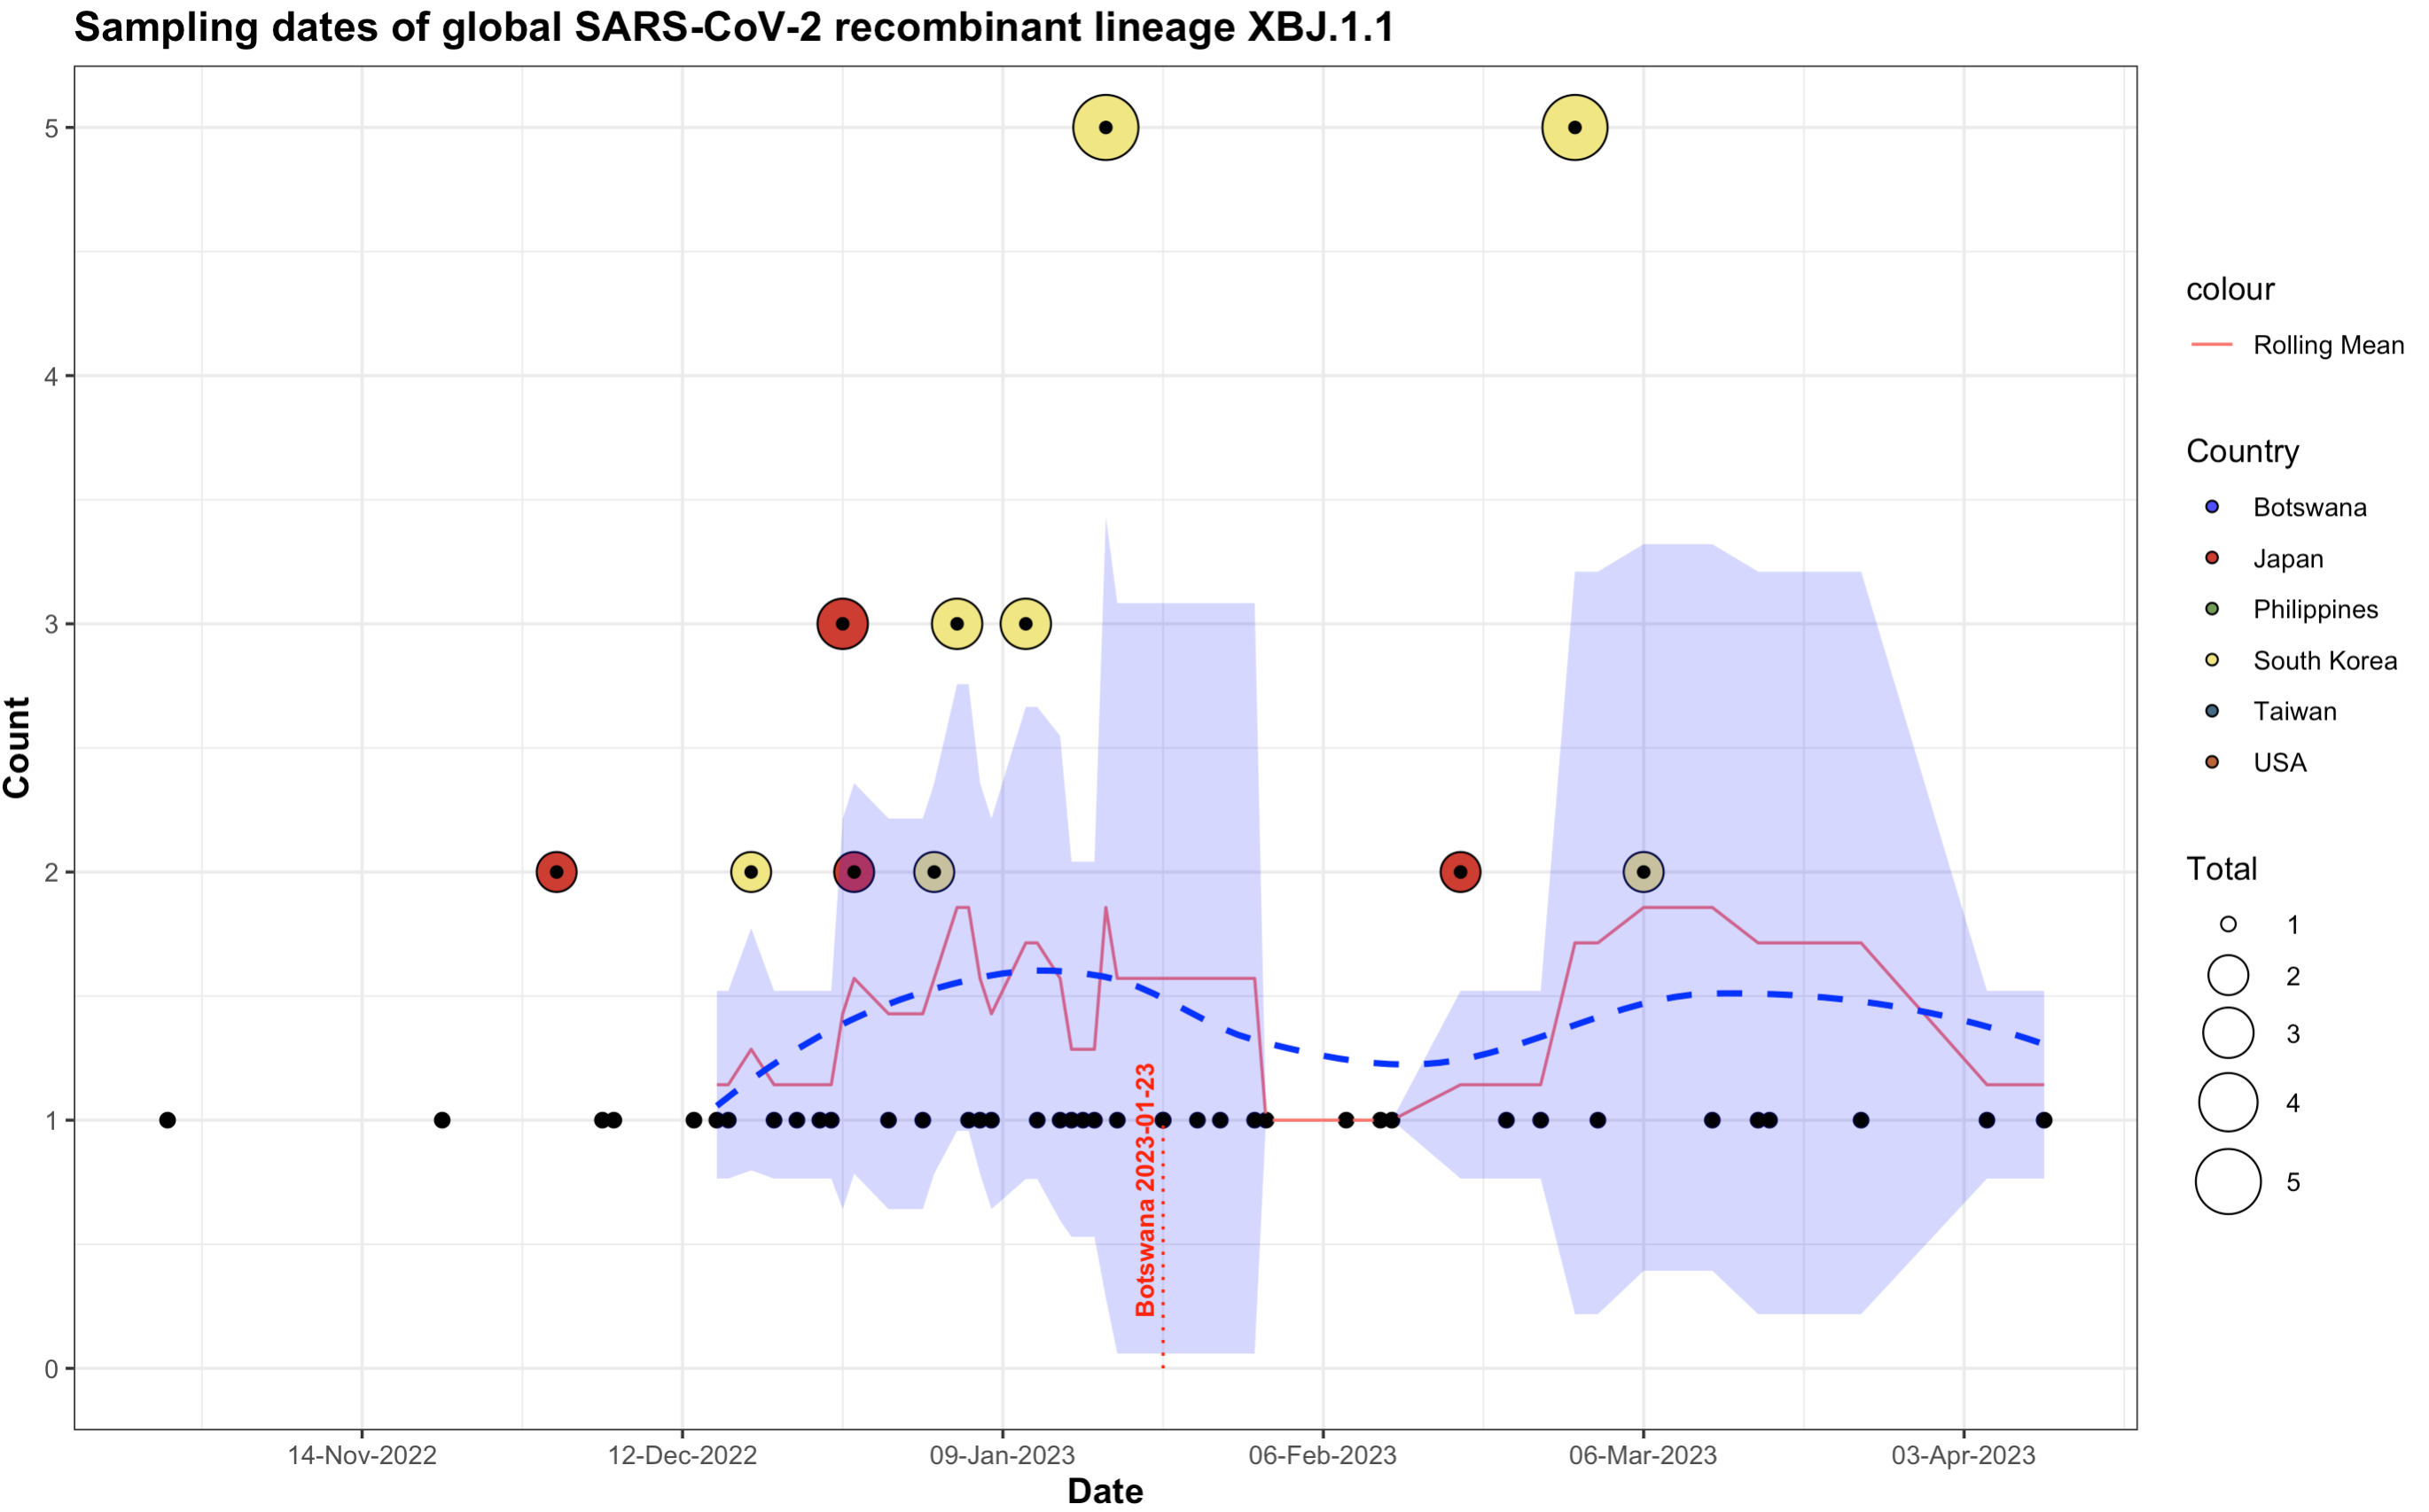 Sampling dates of global SARS-CoV-2 recombinant lineage XBJ.1.1
Count
5
4
3
2
1
0
Botswana 2023-01-23
14-Nov-2022
12-Dec-2022
09-Jan-2023
06-Feb-2023
06-Mar-2023
03-Apr-2023
Date
colour
Rolling Mean
Country
Botswana
Japan
Philippines
South Korea
Taiwan
USA
Total
1
2
3
4
5